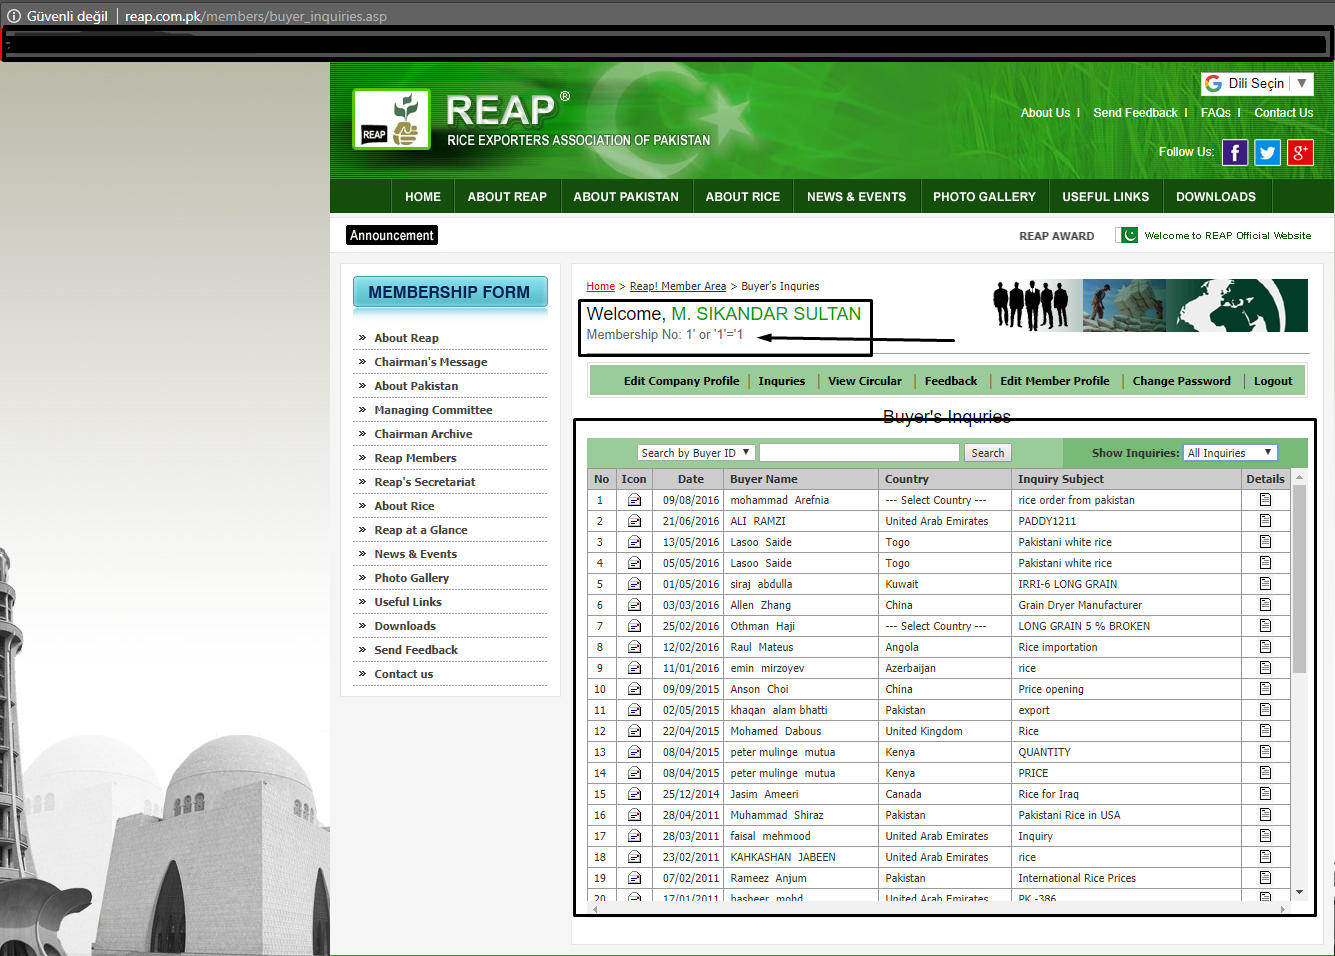 Güvenli değil | reap.com.pk/members/buyer_inquiries.asp
Dili Seçin ▼
About Us | Send Feedback | FAQs | Contact Us
REAP
REAP®
RICE EXPORTERS ASSOCIATION OF PAKISTAN
Follow Us:
HOME ABOUT REAP ABOUT PAKISTAN ABOUT RICE NEWS & EVENTS PHOTO GALLERY USEFUL LINKS DOWNLOADS
Announcement REAP AWARD Welcome to REAP Official Website
MEMBERSHIP FORM
» About Reap
» Chairman's Message
» About Pakistan
» Managing Committee
» Chairman Archive
» Reap Members
» Reap's Secretariat
» About Rice
» Reap at a Glance
» News & Events
» Photo Gallery
» Useful Links
» Downloads
» Send Feedback
» Contact us
Home > Reap! Member Area > Buyer's Inquries
Welcome, M. SIKANDAR SULTAN
Membership No: 1' or '1'='1
Edit Company Profile | Inquries | View Circular | Feedback | Edit Member Profile | Change Password | Logout
Buyer's Inquries
Search by Buyer ID ▼ Search Show Inquiries: All Inquiries ▼
No Icon Date Buyer Name Country Inquiry Subject Details
1 09/08/2016 mohammad Arefnia --- Select Country --- rice order from pakistan
2 21/06/2016 ALI RAMZI United Arab Emirates PADDY1211
3 13/05/2016 Lasoo Saide Togo Pakistani white rice
4 05/05/2016 Lasoo Saide Togo Pakistani white rice
5 01/05/2016 siraj abdulla Kuwait IRRI-6 LONG GRAIN
6 03/03/2016 Allen Zhang China Grain Dryer Manufacturer
7 25/02/2016 Othman Haji --- Select Country --- LONG GRAIN 5 % BROKEN
8 12/02/2016 Raul Mateus Angola Rice importation
9 11/01/2016 emin mirzoyev Azerbaijan rice
10 09/09/2015 Anson Choi China Price opening
11 02/05/2015 khaqan alam bhatti Pakistan export
12 22/04/2015 Mohamed Dabous United Kingdom Rice
13 08/04/2015 peter mulinge mutua Kenya QUANTITY
14 08/04/2015 peter mulinge mutua Kenya PRICE
15 25/12/2014 Jasim Ameeri Canada Rice for Iraq
16 28/04/2011 Muhammad Shiraz Pakistan Pakistani Rice in USA
17 28/03/2011 faisal mehmood United Arab Emirates Inquiry
18 23/02/2011 KAHKASHAN JABEEN United Arab Emirates rice
19 07/02/2011 Rameez Anjum Pakistan International Rice Prices
20 17/01/2011 basheer mohd United Arab Emirates PK -386